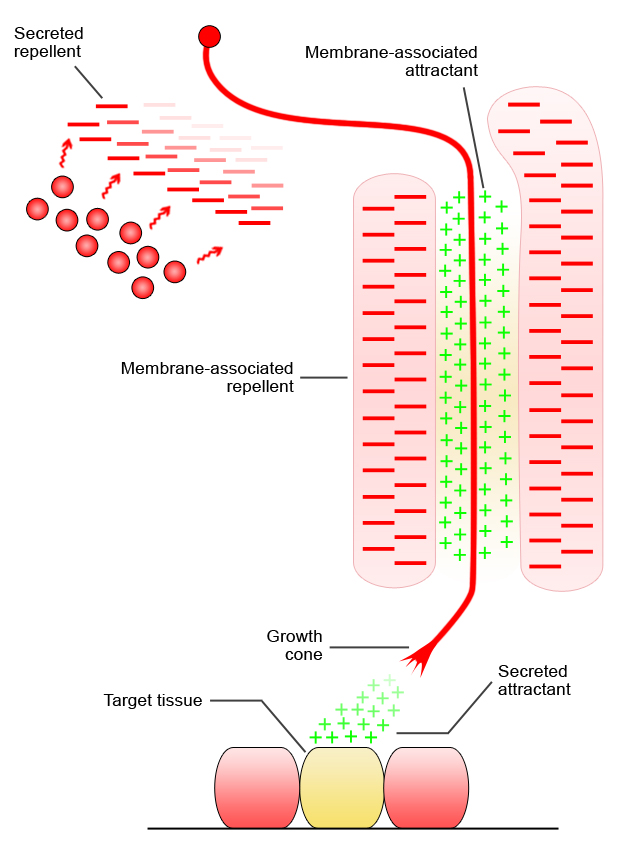 Secreted
repellent
Membrane-associated
attractant
Membrane-associated
repellent
Growth
cone
Secreted
attractant
Target tissue